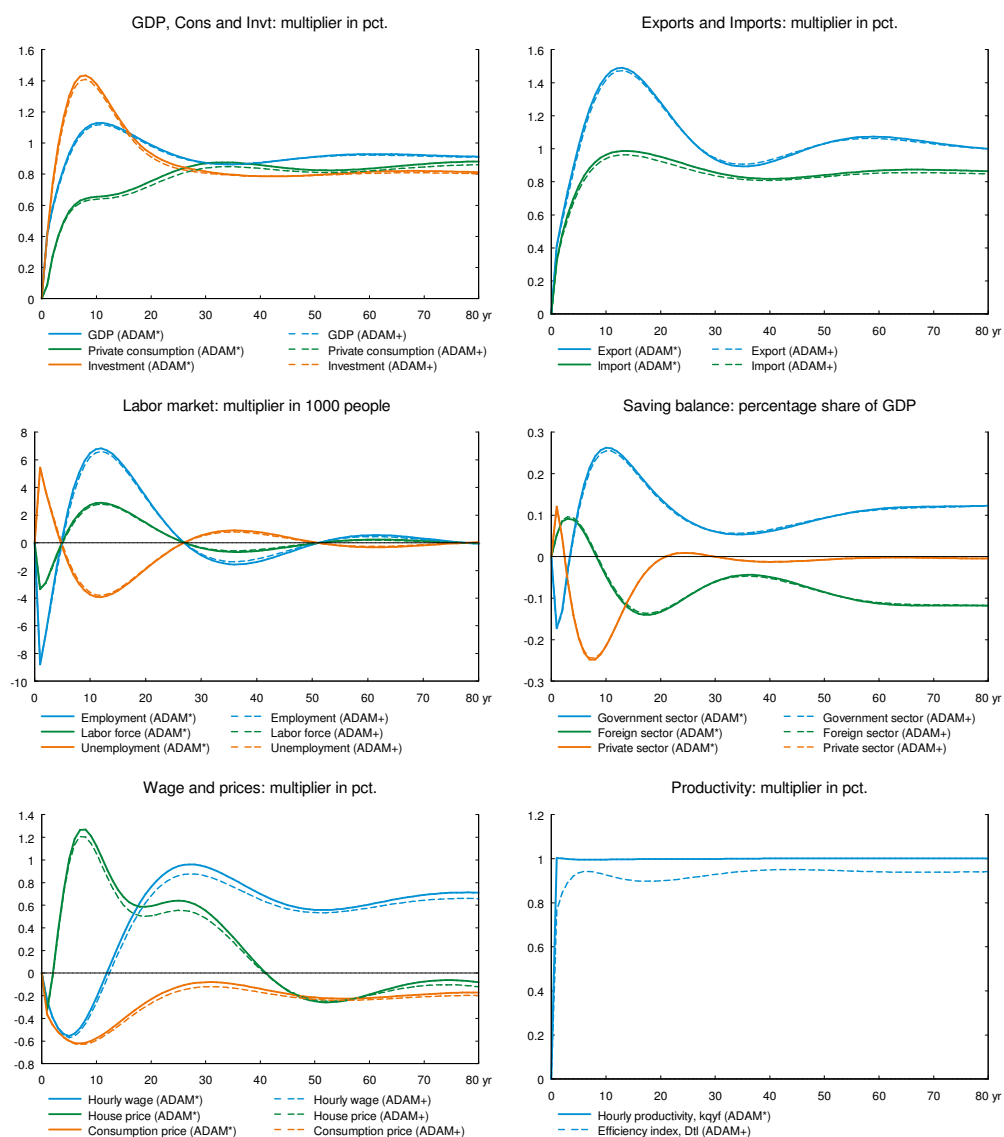 GDP, Cons and Invt: multiplier in pct.
1.6
1.4
1.2
1
0.8
0.6
0.4
0.2
0
0 10 20 30 40 50 60 70 80 yr
GDP (ADAM*) GDP (ADAM+)
Private consumption (ADAM*) Private consumption (ADAM+)
Investment (ADAM*) Investment (ADAM+)
Exports and Imports: multiplier in pct.
1.6
1.4
1.2
1
0.8
0.6
0.4
0.2
0
0 10 20 30 40 50 60 70 80 yr
Export (ADAM*) Export (ADAM+)
Import (ADAM*) Import (ADAM+)
Labor market: multiplier in 1000 people
8
6
4
2
0
-2
-4
-6
-8
-10
0 10 20 30 40 50 60 70 80 yr
Employment (ADAM*) Employment (ADAM+)
Labor force (ADAM*) Labor force (ADAM+)
Unemployment (ADAM*) Unemployment (ADAM+)
Saving balance: percentage share of GDP
0.3
0.2
0.1
0
-0.1
-0.2
-0.3
0 10 20 30 40 50 60 70 80 yr
Government sector (ADAM*) Government sector (ADAM+)
Foreign sector (ADAM*) Foreign sector (ADAM+)
Private sector (ADAM*) Private sector (ADAM+)
Wage and prices: multiplier in pct.
1.4
1.2
1
0.8
0.6
0.4
0.2
0
-0.2
-0.4
-0.6
-0.8
0 10 20 30 40 50 60 70 80 yr
Hourly wage (ADAM*) Hourly wage (ADAM+)
House price (ADAM*) House price (ADAM+)
Consumption price (ADAM*) Consumption price (ADAM+)
Productivity: multiplier in pct.
1.2
1
0.8
0.6
0.4
0.2
0
0 10 20 30 40 50 60 70 80 yr
Hourly productivity, kqyf (ADAM*)
Efficiency index, Dtl (ADAM+)